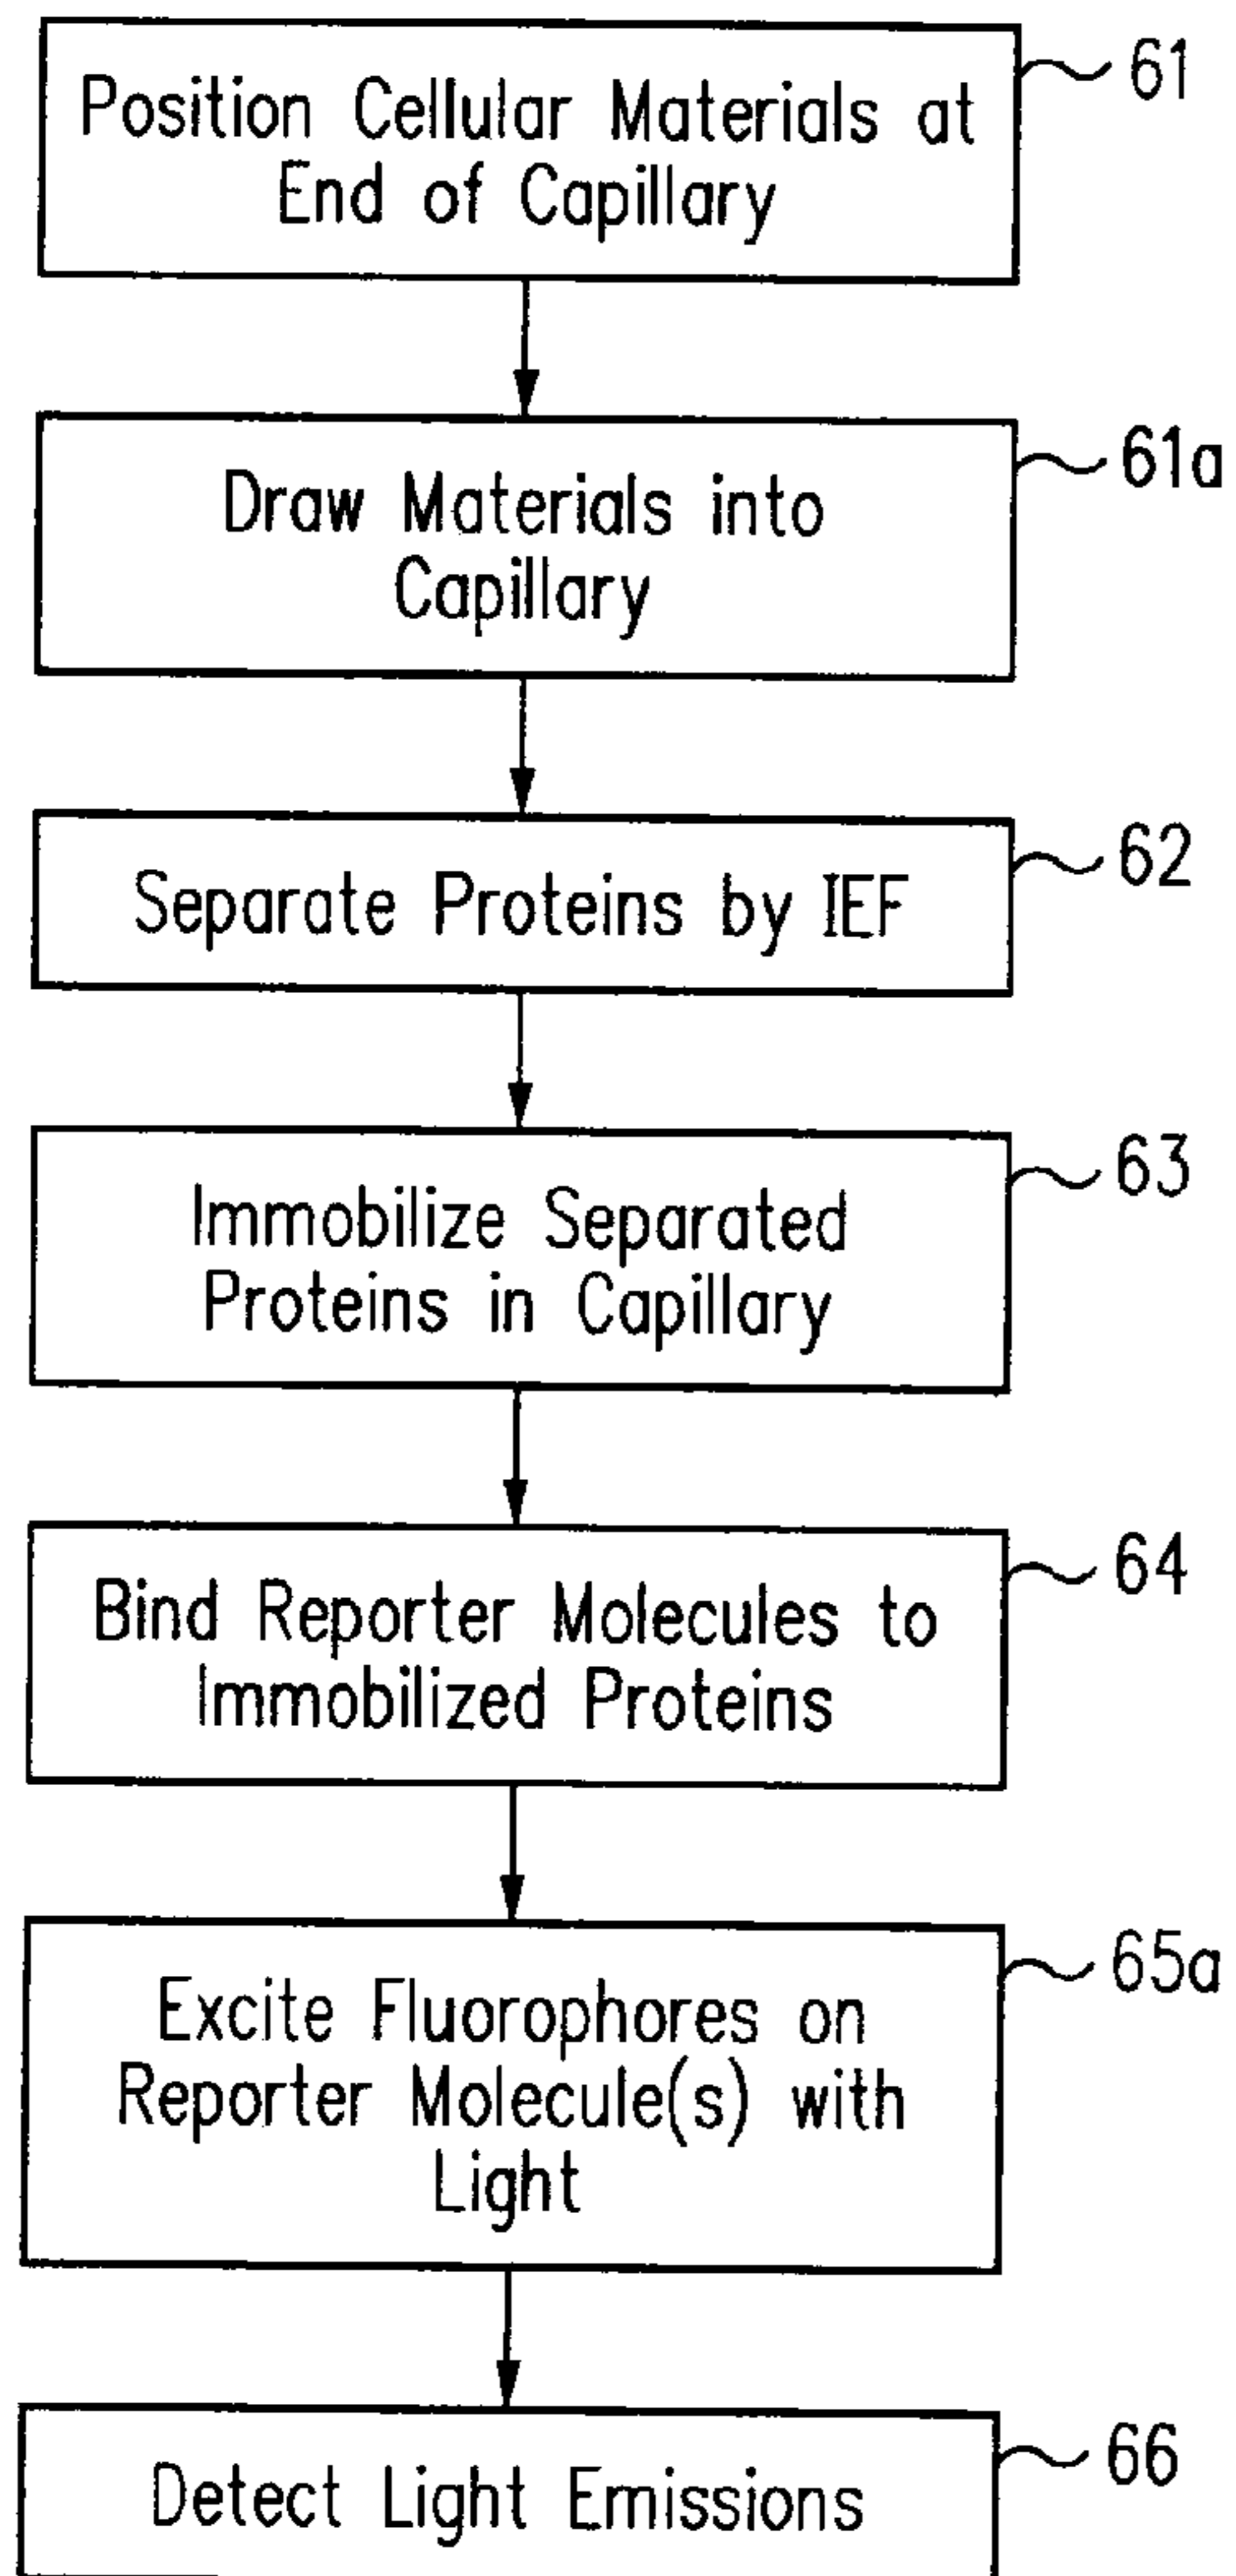 Position Cellular Materials at
End of Capillary
61
Draw Materials into
Capillary
61a
Separate Proteins by IEF
62
Immobilize Separated
Proteins in Capillary
63
Bind Reporter Molecules to
Immobilized Proteins
64
Excite Fluorophores on
Reporter Molecule(s) with
Light
65a
Detect Light Emissions
66